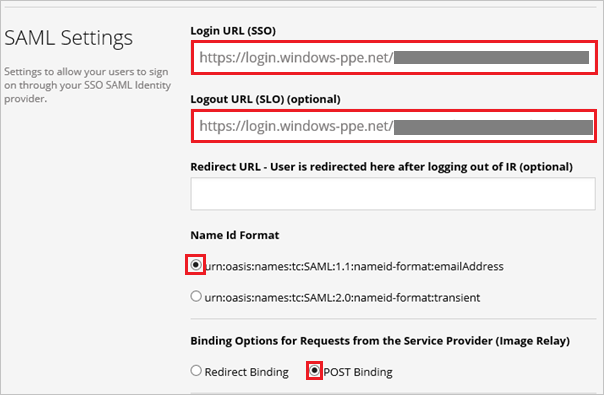 SAML Settings
Settings to allow your users to sign
on through your SSO SAML Identity
provider.
Login URL (SSO)
https://login.windows-ppe.net/
Logout URL (SLO) (optional)
https://login.windows-ppe.net/
Redirect URL - User is redirected here after logging out of IR (optional)
Name Id Format
urn:oasis:names:tc:SAML:1.1:nameid-format:emailAddress
urn:oasis:names:tc:SAML:2.0:nameid-format:transient
Binding Options for Requests from the Service Provider (Image Relay)
Redirect Binding POST Binding